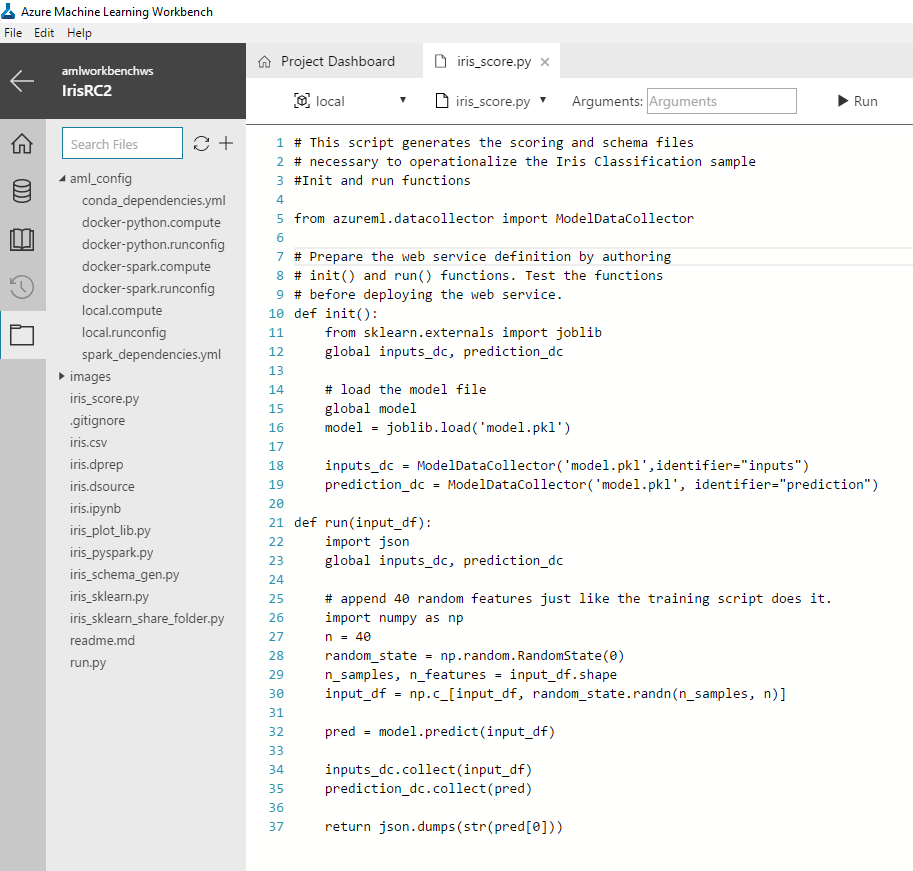 Azure Machine Learning Workbench
File Edit Help
amlworkbenchws
IrisRC2
Project Dashboard
iris_score.py
local
iris_score.py
Arguments:
Arguments
Run
Search Files
aml_config
conda_dependencies.yml
docker-python.compute
docker-python.runconfig
docker-spark.compute
docker-spark.runconfig
local.compute
local.runconfig
spark_dependencies.yml
images
iris_score.py
.gitignore
iris.csv
iris.dprep
iris.dsource
iris.ipynb
iris_plot_lib.py
iris_pyspark.py
iris_schema_gen.py
iris_sklearn.py
iris_sklearn_share_folder.py
readme.md
run.py
1 # This script generates the scoring and schema files
2 # necessary to operationalize the Iris Classification sample
3 #Init and run functions
4
5 from azureml.datacollector import ModelDataCollector
6
7 # Prepare the web service definition by authoring
8 # init() and run() functions. Test the functions
9 # before deploying the web service.
10 def init():
11     from sklearn.externals import joblib
12     global inputs_dc, prediction_dc
13
14     # load the model file
15     global model
16     model = joblib.load('model.pkl')
17
18     inputs_dc = ModelDataCollector('model.pkl',identifier="inputs")
19     prediction_dc = ModelDataCollector('model.pkl', identifier="prediction")
20
21 def run(input_df):
22     import json
23     global inputs_dc, prediction_dc
24
25     # append 40 random features just like the training script does it.
26     import numpy as np
27     n = 40
28     random_state = np.random.RandomState(0)
29     n_samples, n_features = input_df.shape
30     input_df = np.c_[input_df, random_state.randn(n_samples, n)]
31
32     pred = model.predict(input_df)
33
34     inputs_dc.collect(input_df)
35     prediction_dc.collect(pred)
36
37     return json.dumps(str(pred[0]))